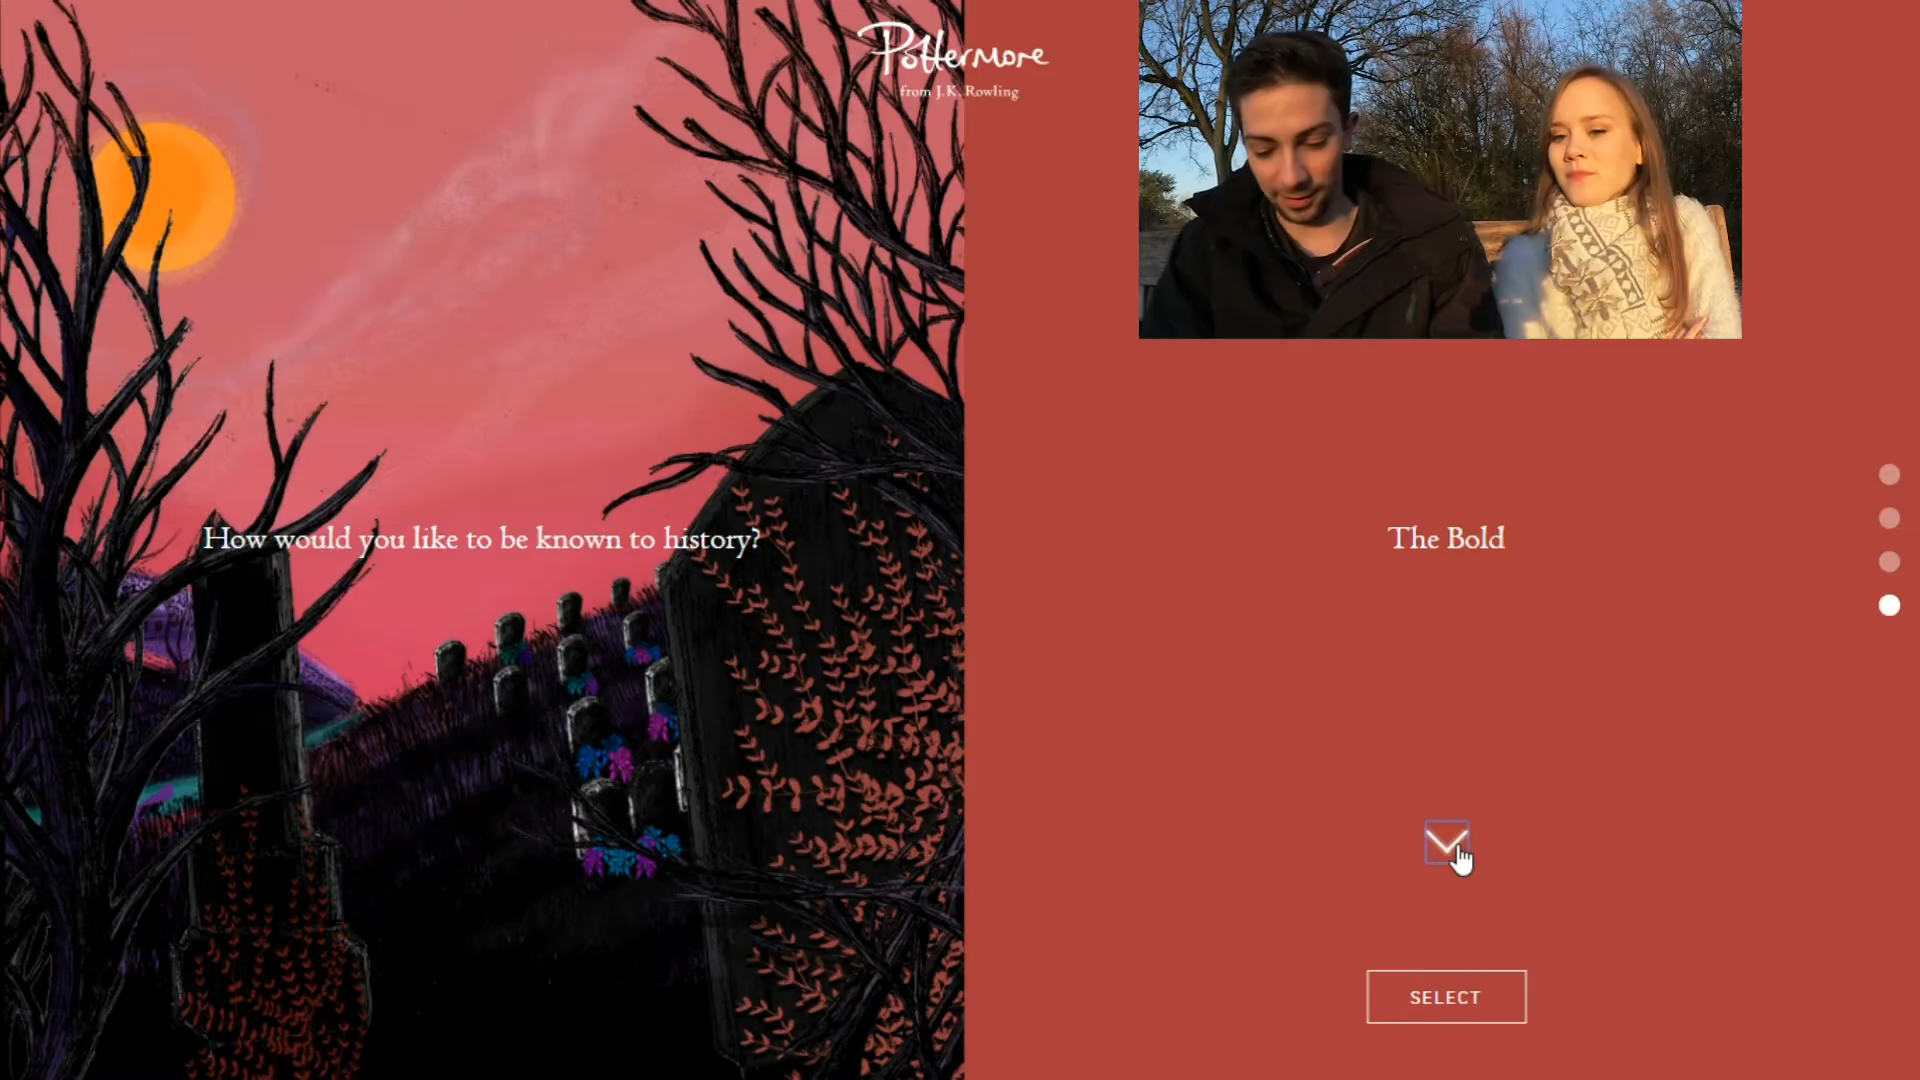 Pottermore
from J.K. Rowling
How would you like to be known to history?
The Bold
SELECT